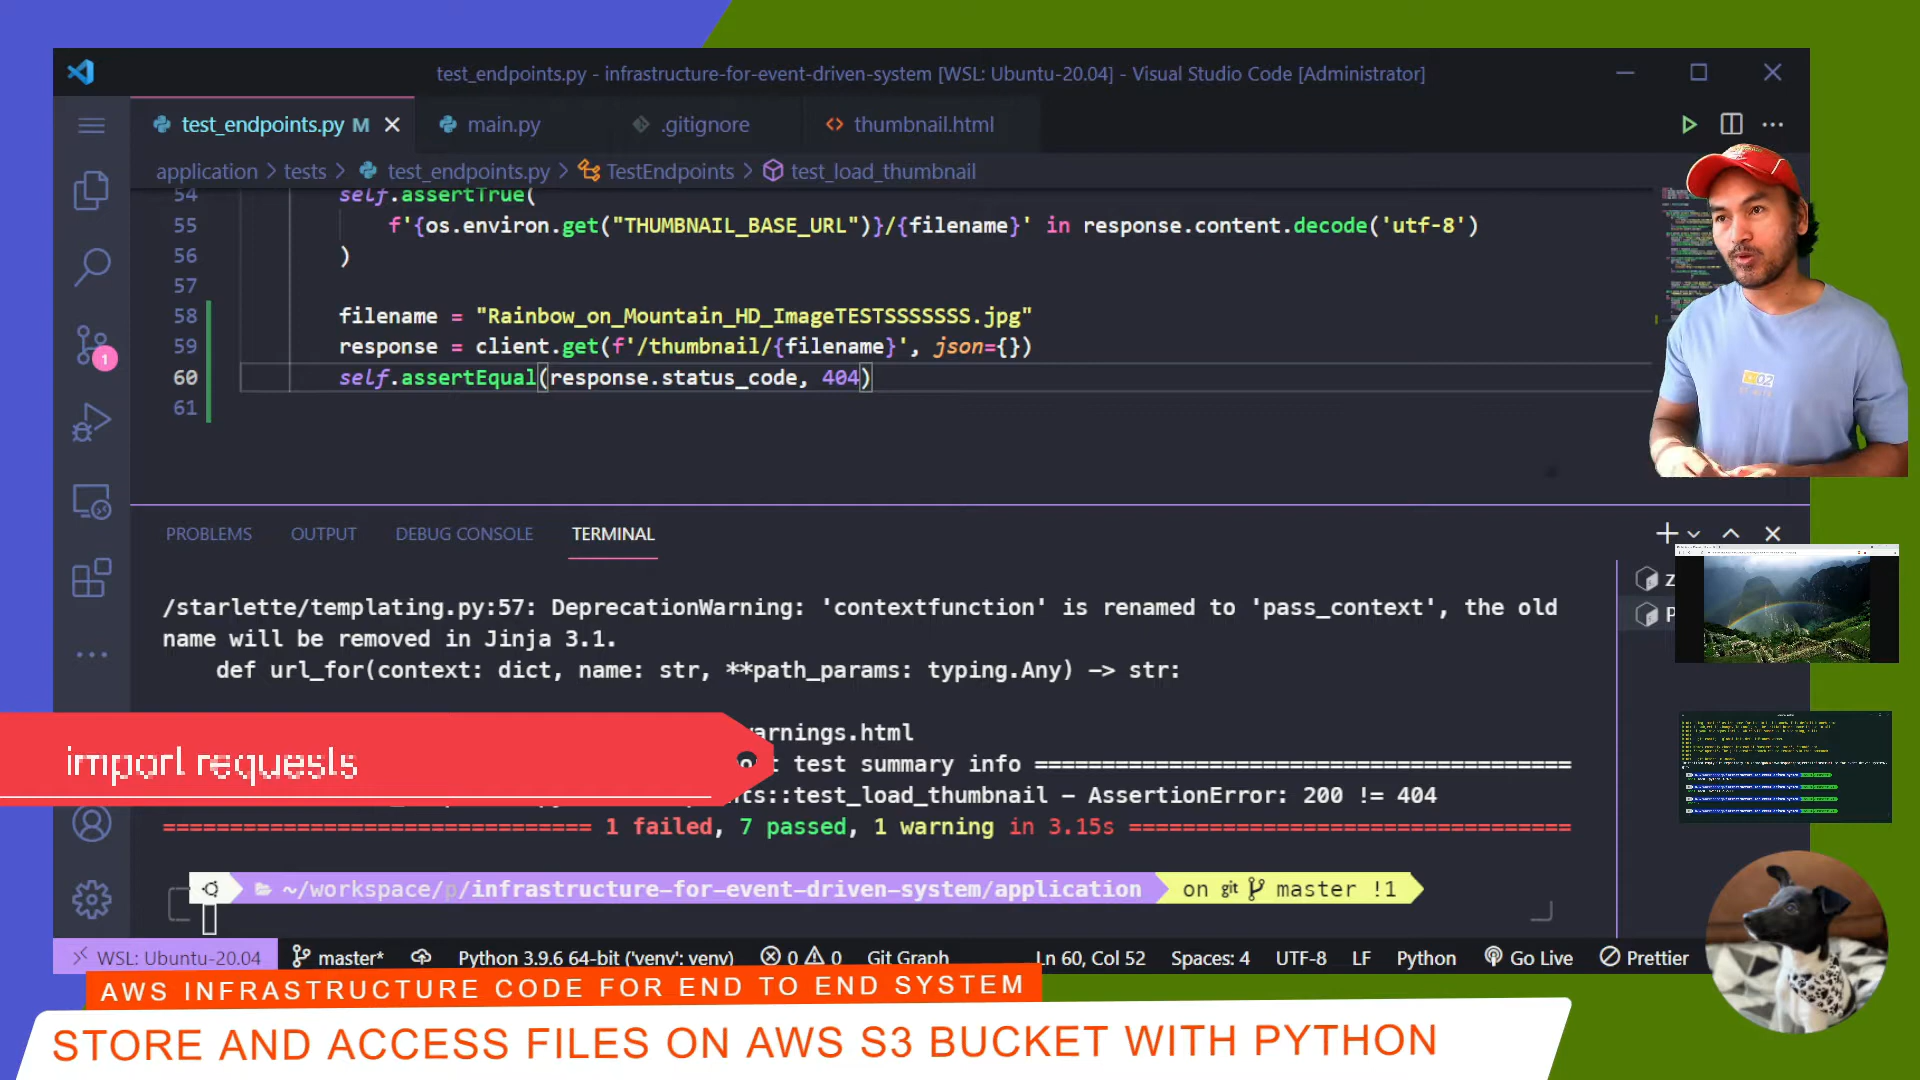 test_endpoints.py - infrastructure-for-event-driven-system [WSL: Ubuntu-20.04] - Visual Studio Code [Administrator]
test_endpoints.py M
main.py
.gitignore
thumbnail.html
application > tests > test_endpoints.py > TestEndpoints > test_load_thumbnail
54 self.assertTrue(
55 f'{os.environ.get("THUMBNAIL_BASE_URL")}/{filename}' in response.content.decode('utf-8')
56 )
57
58 filename = "Rainbow_on_Mountain_HD_ImageTESTSSSSSSS.jpg"
59 response = client.get(f'/thumbnail/{filename}', json={})
60 self.assertEqual(response.status_code, 404)
61
1
PROBLEMS OUTPUT DEBUG CONSOLE TERMINAL
/starlette/templating.py:57: DeprecationWarning: 'contextfunction' is renamed to 'pass_context', the old
name will be removed in Jinja 3.1.
def url_for(context: dict, name: str, **path_params: typing.Any) -> str:
warnings.html
import requests
test summary info ========================================
::test_load_thumbnail - AssertionError: 200 != 404
================================ 1 failed, 7 passed, 1 warning in 3.15s =================================
~/workspace/p/infrastructure-for-event-driven-system/application on git master !1
WSL: Ubuntu-20.04 master* Python 3.9.6 64-bit ('venv': venv) 0 0 Git Graph Ln 60, Col 52 Spaces: 4 UTF-8 LF Python Go Live Prettier
AWS INFRASTRUCTURE CODE FOR END TO END SYSTEM
STORE AND ACCESS FILES ON AWS S3 BUCKET WITH PYTHON